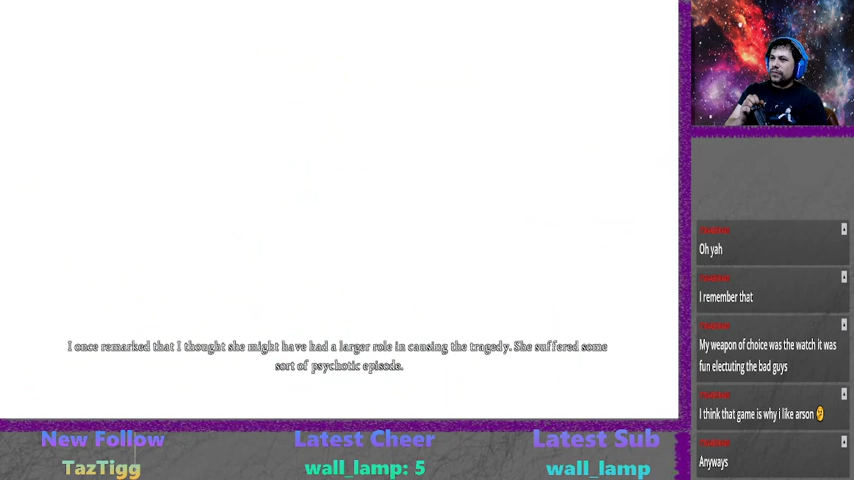 I once remarked that I thought she might have had a larger role in causing the tragedy. She suffered some
sort of psychotic episode.
Oh yah
I remember that
My weapon of choice was the watch it was
fun electuting the bad guys
I think that game is why i like arson 🤔
Anyways
New Follow
TazTigg
Latest Cheer
wall_lamp: 5
Latest Sub
wall_lamp